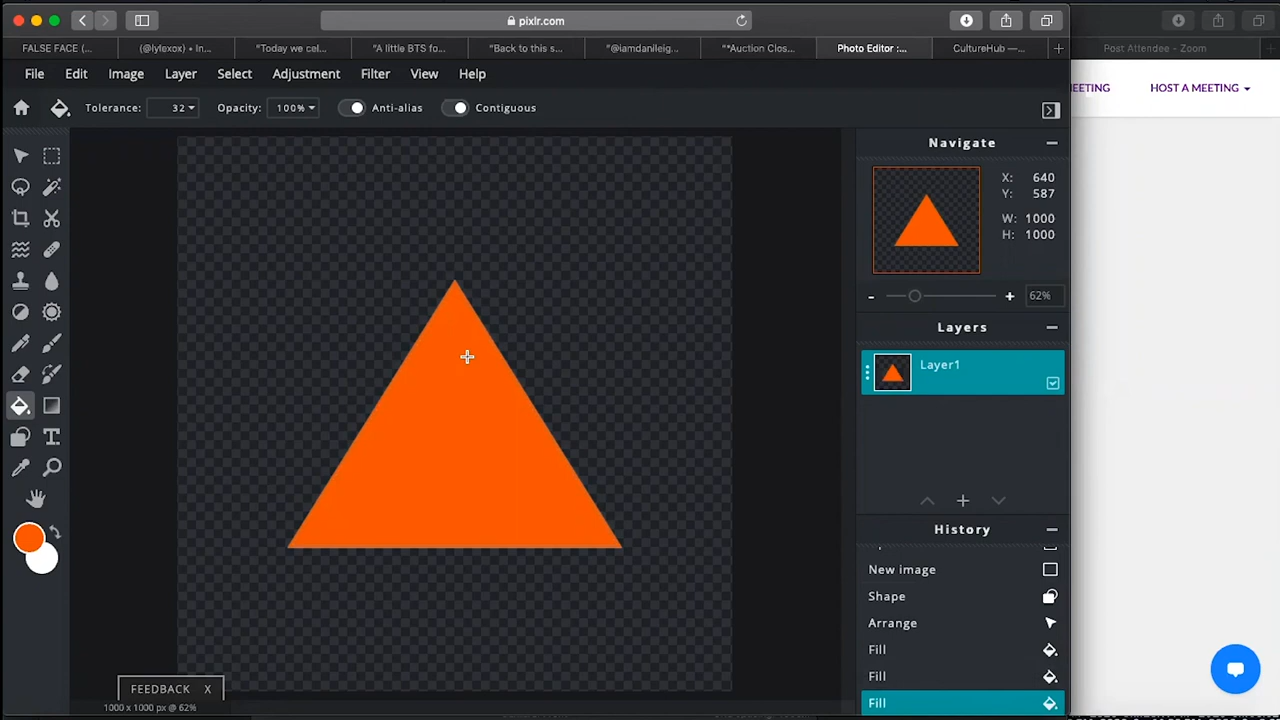 pixlr.com
FALSE FACE (... (@lylexox) • In... "Today we cel... "A little BTS fo... "Back to this s... "@iamdanileig... "*Auction Clos... Photo Editor :... CultureHub —... Post Attendee - Zoom
File Edit Image Layer Select Adjustment Filter View Help
EETING HOST A MEETING
Tolerance: 32 Opacity: 100% Anti-alias Contiguous
Navigate
X: 640
Y: 587
W: 1000
H: 1000
- + 62%
Layers
Layer1
History
New image
Shape
Arrange
Fill
Fill
Fill
FEEDBACK X
1000 x 1000 px @ 62%